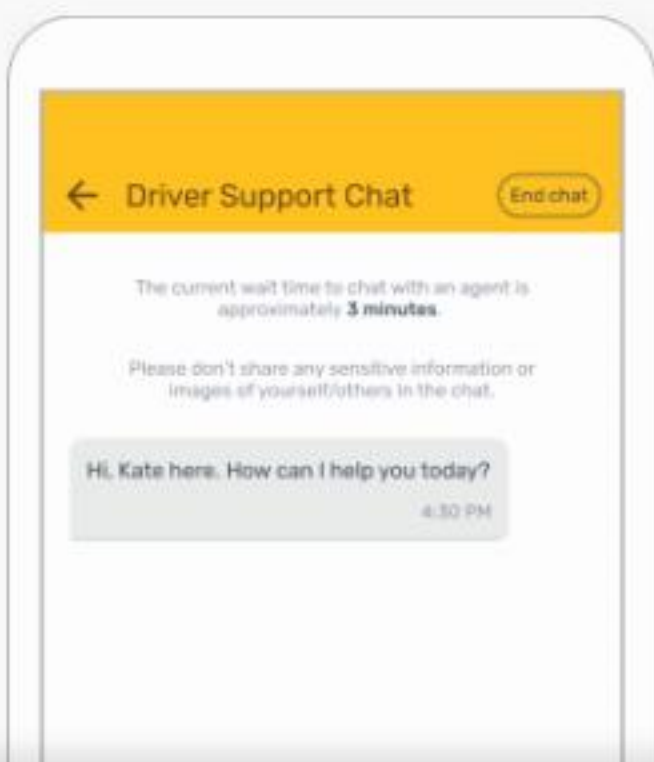 Driver Support Chat
End chat
The current wait time to chat with an agent is
approximately 3 minutes.
Please don't share any sensitive information or
images of yourself/others in the chat.
Hi, Kate here. How can I help you today?
4:30 PM